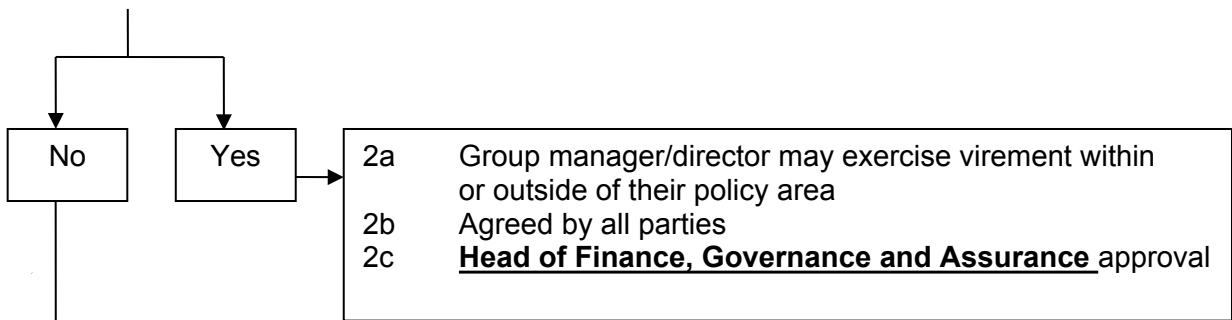 No
Yes
2a Group manager/director may exercise virement within
or outside of their policy area
2b Agreed by all parties
2c Head of Finance, Governance and Assurance approval